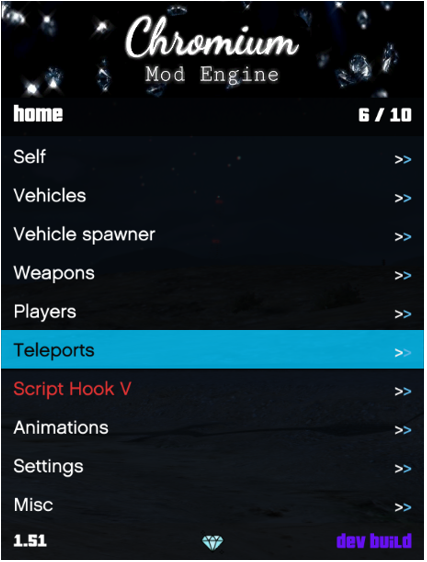 Chromium
Mod Engine
home 6 / 10
Self >>
Vehicles >>
Vehicle spawner >>
Weapons >>
Players >>
Teleports >>
Script Hook V >>
Animations >>
Settings >>
Misc >>
1.51 dev build